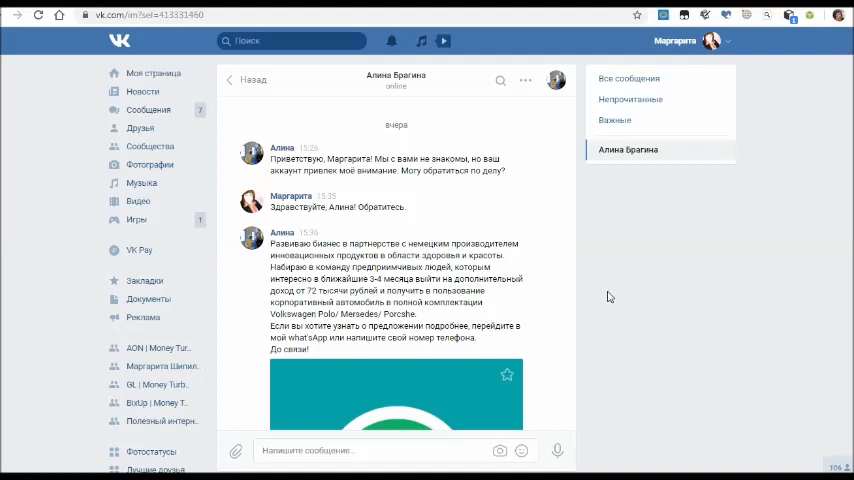 vk.com/im?sel=413331460
Поиск
Маргарита
Моя страница
Новости
Сообщения 7
Друзья
Сообщества
Фотографии
Музыка
Видео
Игры 1
VK Pay
Закладки
Документы
Реклама
AON | Money Tur..
Маргарита Шипил..
GL | Money Turb..
BixUp | Money T..
Полезный интерн..
Фотостатусы
Лучшие друзья
Назад
Алина Брагина
online
вчера
Алина 15:26
Приветствую, Маргарита! Мы с вами не знакомы, но ваш
аккаунт привлек моё внимание. Могу обратиться по делу?
Маргарита 15:35
Здравствуйте, Алина! Обратитесь.
Алина 15:36
Развиваю бизнес в партнерстве с немецким производителем
инновационных продуктов в области здоровья и красоты.
Набираю в команду предприимчивых людей, которым
интересно в ближайшие 3-4 месяца выйти на дополнительный
доход от 72 тысячи рублей и получить в пользование
корпоративный автомобиль в полной комплектации
Volkswagen Polo/ Mersedes/ Porcshe.
Если вы хотите узнать о предложении подробнее, перейдите в
мой what'sApp или напишите свой номер телефона.
До связи!
Напишите сообщение..
Все сообщения
Непрочитанные
Важные
Алина Брагина
106